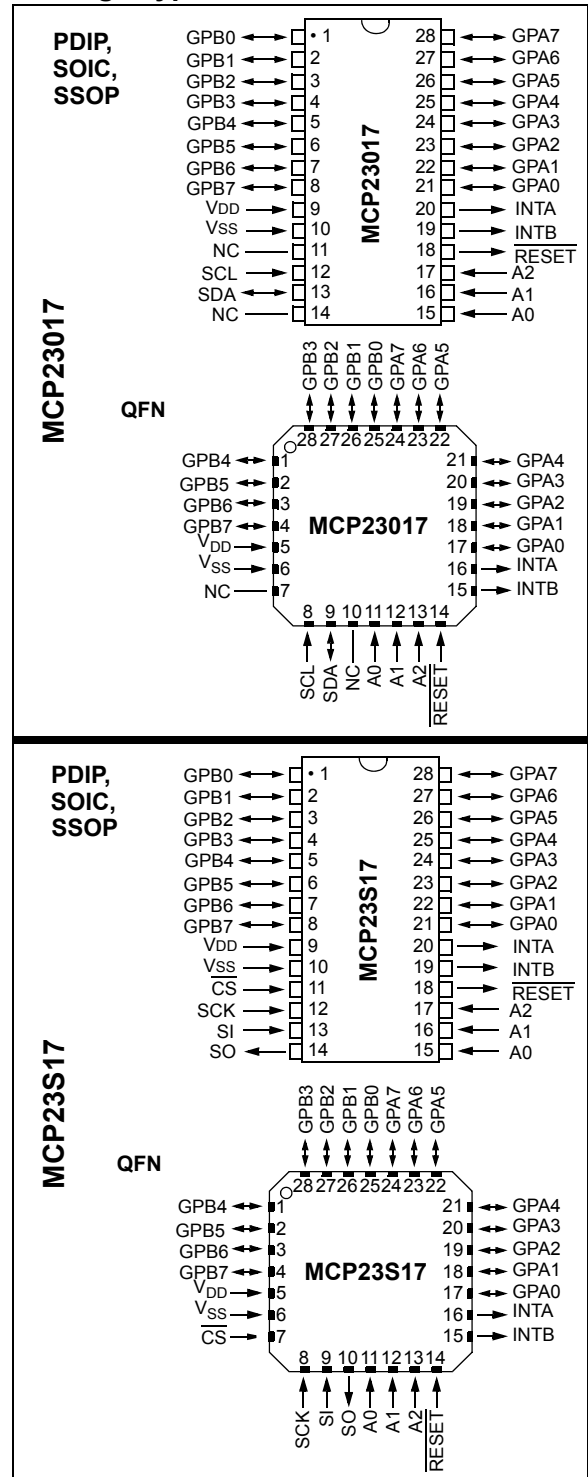 PDIP,
SOIC,
SSOP
MCP23017
GPB0 • 1 28 GPA7
GPB1 2 27 GPA6
GPB2 3 26 GPA5
GPB3 4 25 GPA4
GPB4 5 24 GPA3
GPB5 6 23 GPA2
GPB6 7 22 GPA1
GPB7 8 21 GPA0
VDD 9 20 INTA
VSS 10 19 INTB
NC 11 18 RESET
SCL 12 17 A2
SDA 13 16 A1
NC 14 15 A0
MCP23017
QFN
GPB3 GPB2 GPB1 GPB0 GPA7 GPA6 GPA5
28 27 26 25 24 23 22
GPB4 1 21 GPA4
GPB5 2 20 GPA3
GPB6 3 19 GPA2
GPB7 4 18 GPA1
VDD 5 17 GPA0
VSS 6 16 INTA
NC 7 15 INTB
MCP23017
8 9 10 11 12 13 14
SCL SDA NC A0 A1 A2 RESET
PDIP,
SOIC,
SSOP
MCP23S17
GPB0 • 1 28 GPA7
GPB1 2 27 GPA6
GPB2 3 26 GPA5
GPB3 4 25 GPA4
GPB4 5 24 GPA3
GPB5 6 23 GPA2
GPB6 7 22 GPA1
GPB7 8 21 GPA0
VDD 9 20 INTA
VSS 10 19 INTB
CS 11 18 RESET
SCK 12 17 A2
SI 13 16 A1
SO 14 15 A0
MCP23S17
QFN
GPB3 GPB2 GPB1 GPB0 GPA7 GPA6 GPA5
28 27 26 25 24 23 22
GPB4 1 21 GPA4
GPB5 2 20 GPA3
GPB6 3 19 GPA2
GPB7 4 18 GPA1
VDD 5 17 GPA0
VSS 6 16 INTA
CS 7 15 INTB
MCP23S17
8 9 10 11 12 13 14
SCK SI SO A0 A1 A2 RESET